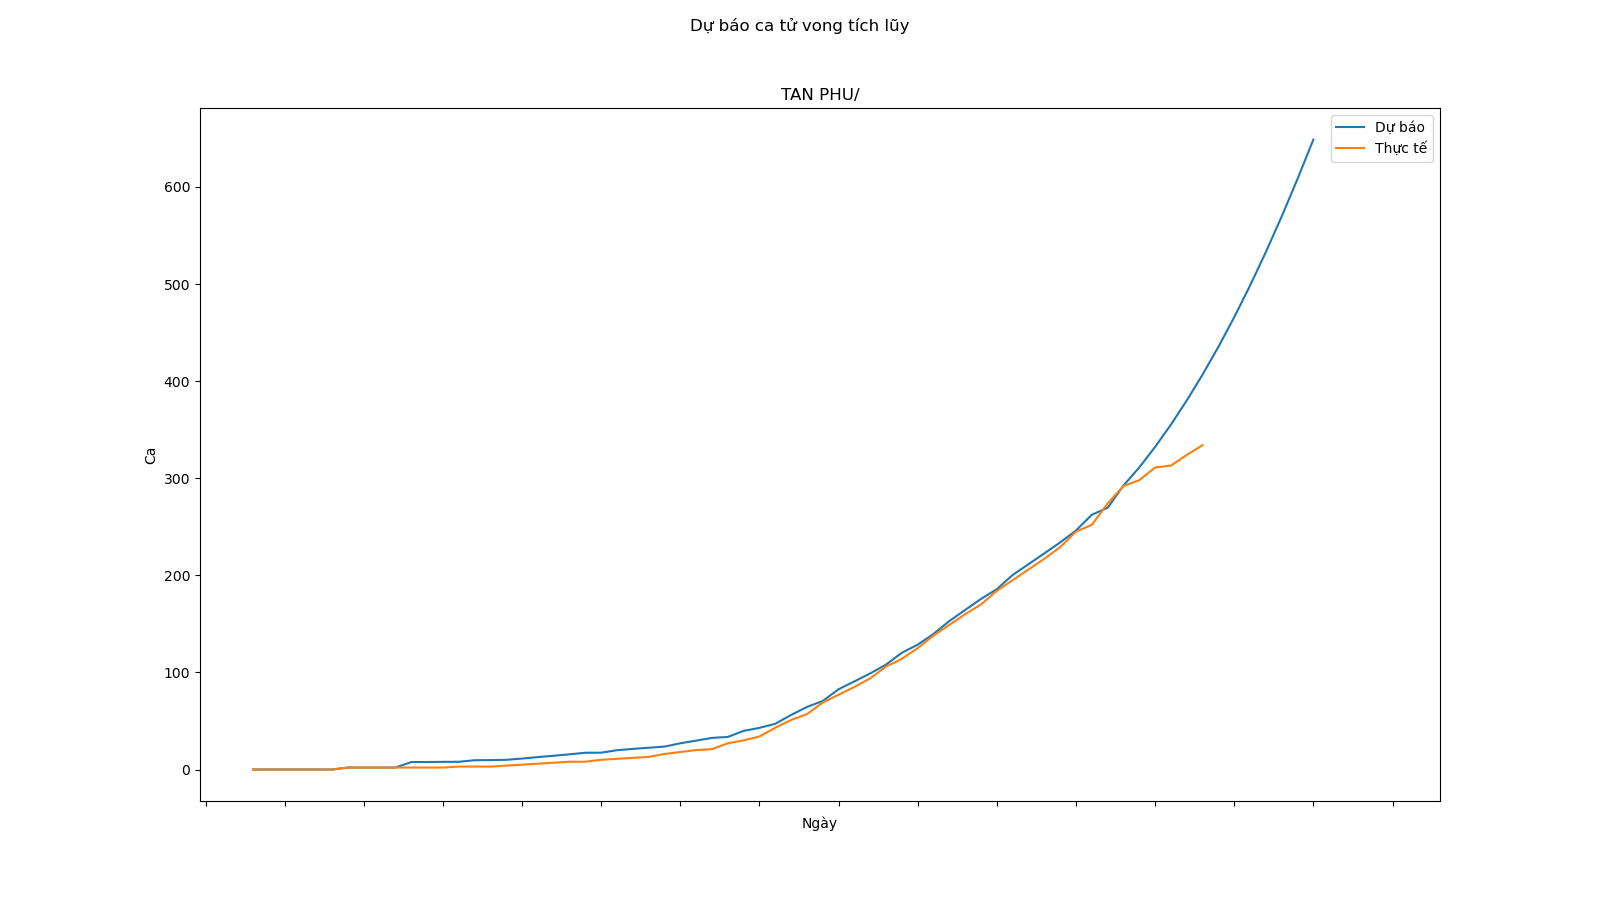 Dự báo ca tử vong tích lũy
TAN PHU/
Dự báo
Thực tế
600
500
400
300
200
100
0
Ca
Ngày